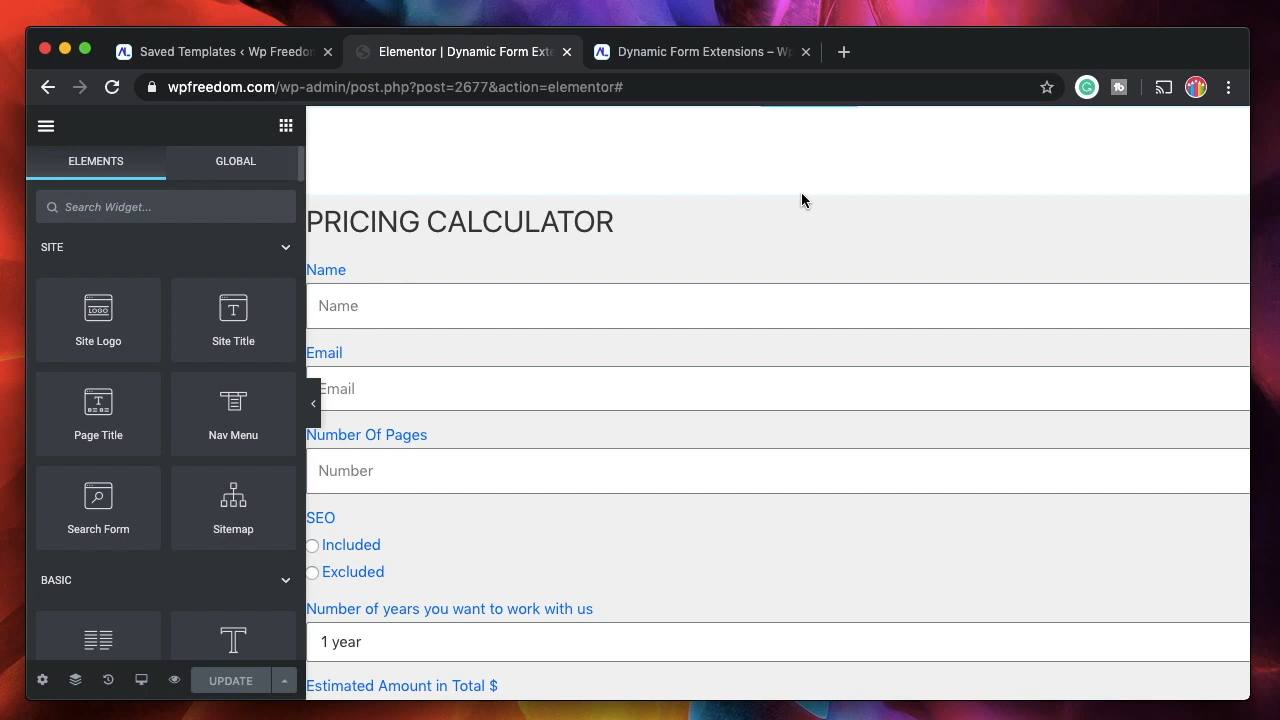 Saved Templates ‹ Wp Freedo
Elementor | Dynamic Form Exte
Dynamic Form Extensions – Wp
wpfreedom.com/wp-admin/post.php?post=2677&action=elementor#
ELEMENTS
GLOBAL
Search Widget...
SITE
LOGO
Site Logo
Site Title
Page Title
Nav Menu
Search Form
Sitemap
BASIC
UPDATE
PRICING CALCULATOR
Name
Name
Email
Email
Number Of Pages
Number
SEO
Included
Excluded
Number of years you want to work with us
1 year
Estimated Amount in Total $